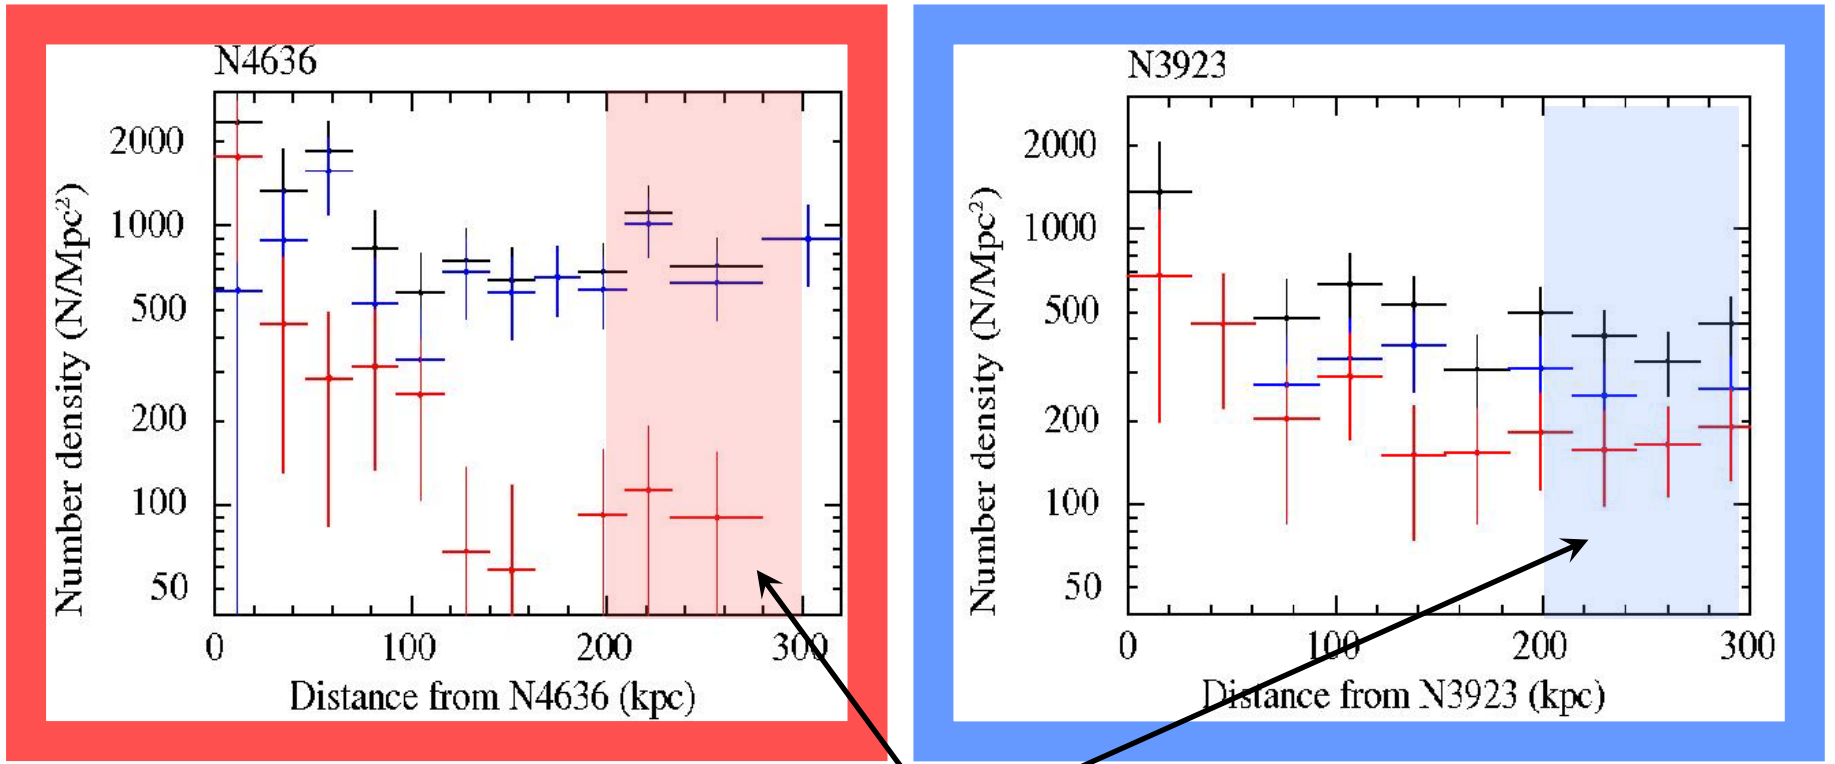 N4636
2000
1000
500
200
100
50
Number density (N/Mpc²)
0 100 200 300
Distance from N4636 (kpc)
N3923
2000
1000
500
200
100
50
Number density (N/Mpc²)
0 100 200 300
Distance from N3923 (kpc)